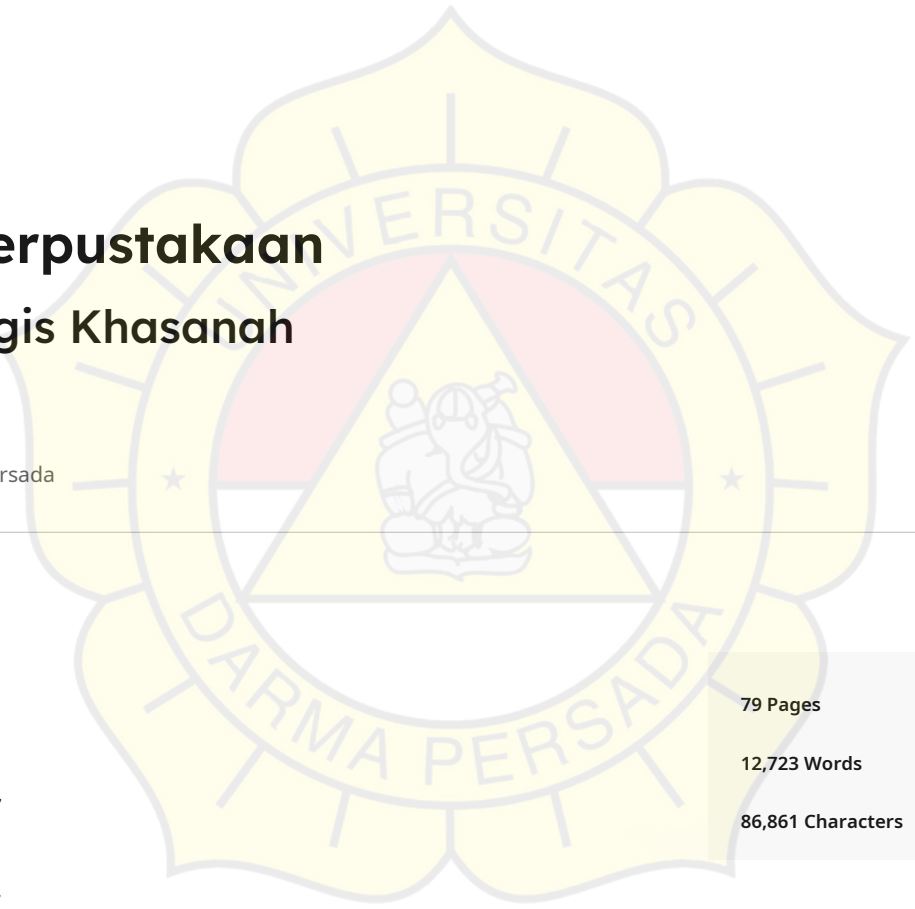 UNIVERSITAS
erpustakaan
gis Khasanah
rsada
DARMA PERSADA
79 Pages
12,723 Words
86,861 Characters